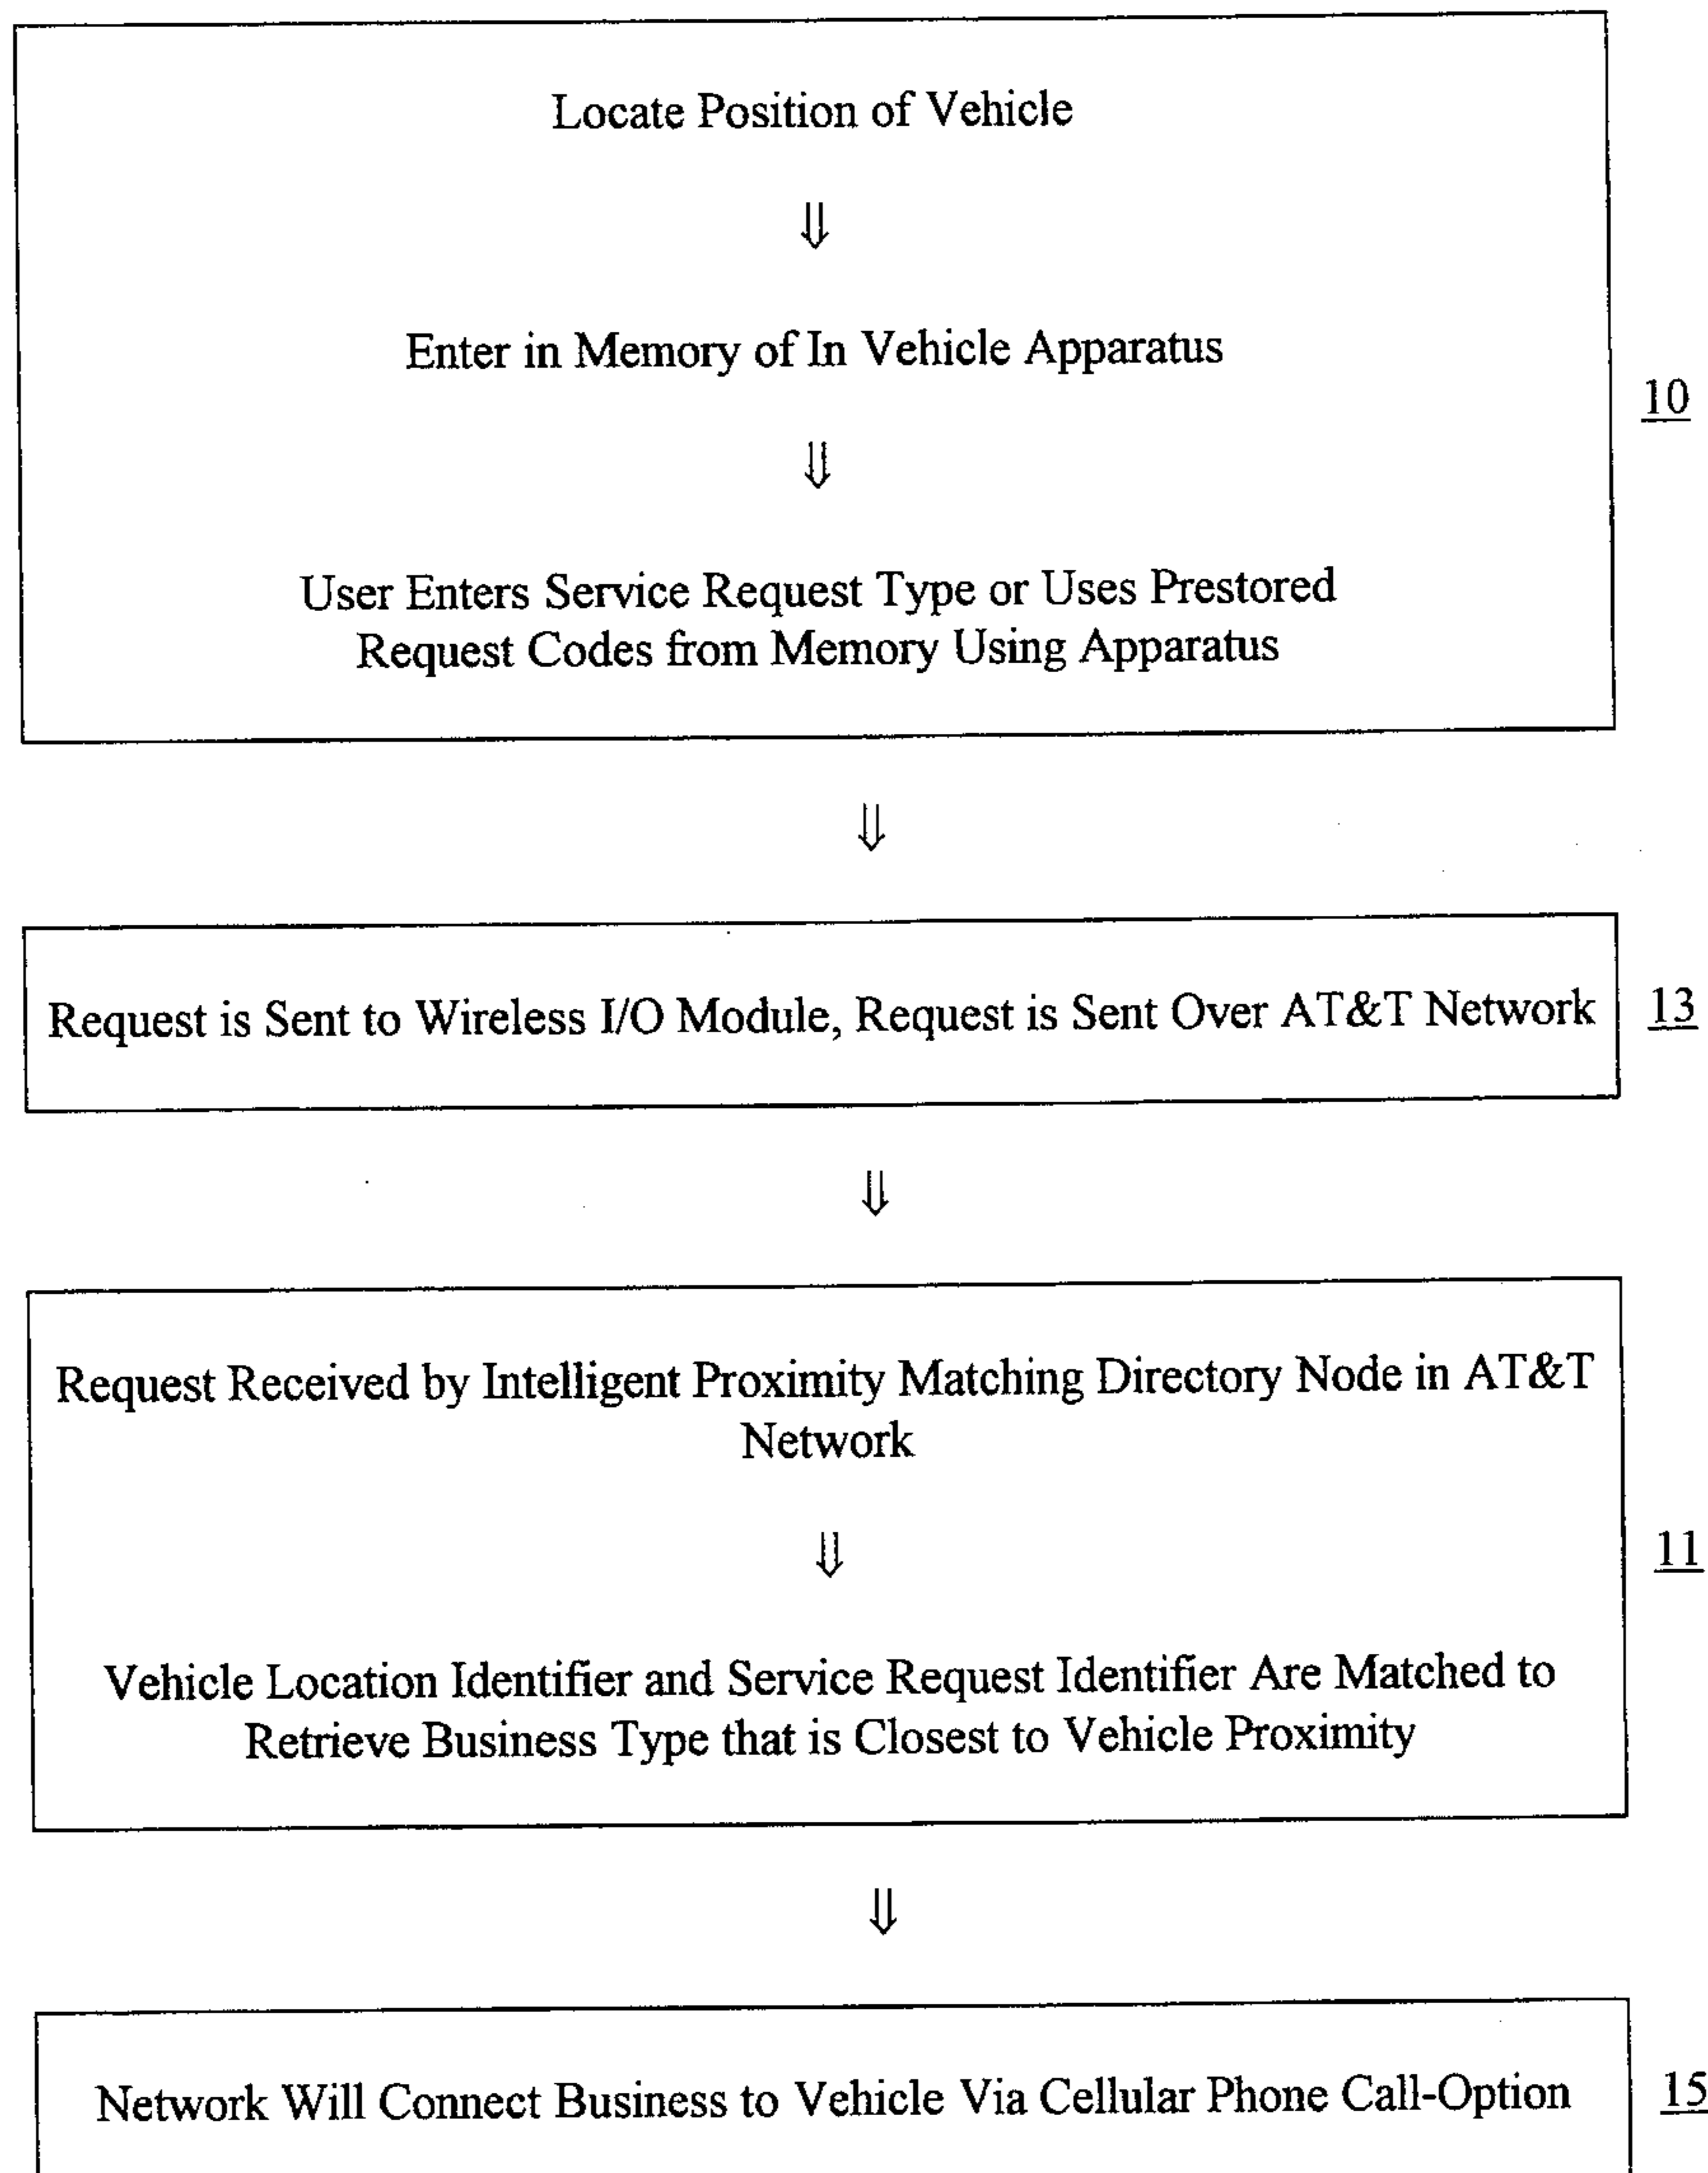 Locate Position of Vehicle
⇓
Enter in Memory of In Vehicle Apparatus
⇓
10
User Enters Service Request Type or Uses Prestored
Request Codes from Memory Using Apparatus
⇓
Request is Sent to Wireless I/O Module, Request is Sent Over AT&T Network
13
⇓
Request Received by Intelligent Proximity Matching Directory Node in AT&T
Network
⇓
11
Vehicle Location Identifier and Service Request Identifier Are Matched to
Retrieve Business Type that is Closest to Vehicle Proximity
⇓
Network Will Connect Business to Vehicle Via Cellular Phone Call-Option
15